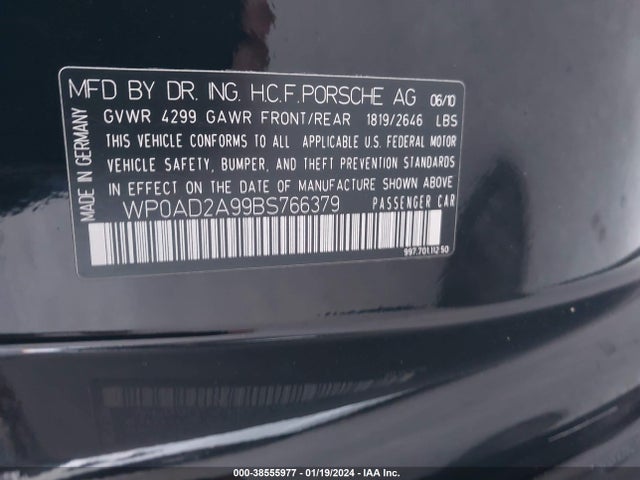 MFD BY DR. ING. H.C.F. PORSCHE AG 06/10
GVWR 4299 GAWR FRONT/REAR 1819/2646 LBS
THIS VEHICLE CONFORMS TO ALL APPLICABLE U.S. FEDERAL MOTOR
VEHICLE SAFETY, BUMPER, AND THEFT PREVENTION STANDARDS
IN EFFECT ON THE DATE OF MANUFACTURE SHOWN ABOVE
WP0AD2A99BS766379 PASSENGER CAR
997.701.112.50
MADE IN GERMANY
000-38555977 - 01/19/2024 - IAA Inc.